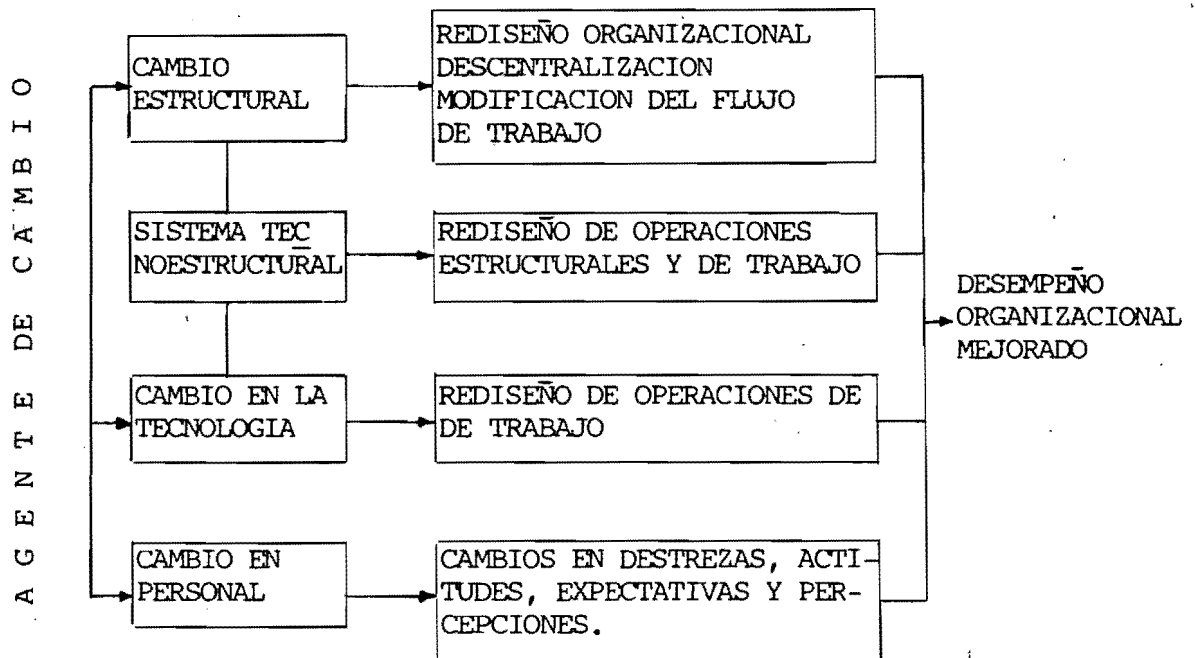 AGENTE DE CAMBIO
CAMBIO
ESTRUCTURAL
REDISEÑO ORGANIZACIONAL
DESCENTRALIZACION
MODIFICACION DEL FLUJO
DE TRABAJO
SISTEMA TEC
NOESTRUCTURAL
REDISEÑO DE OPERACIONES
ESTRUCTURALES Y DE TRABAJO
CAMBIO EN LA
TECNOLOGIA
REDISEÑO DE OPERACIONES DE
DE TRABAJO
CAMBIO EN
PERSONAL
CAMBIOS EN DESTREZAS, ACTI-
TUDES, EXPECTATIVAS Y PER-
CEPCIONES.
DESEMPEÑO
ORGANIZACIONAL
MEJORADO